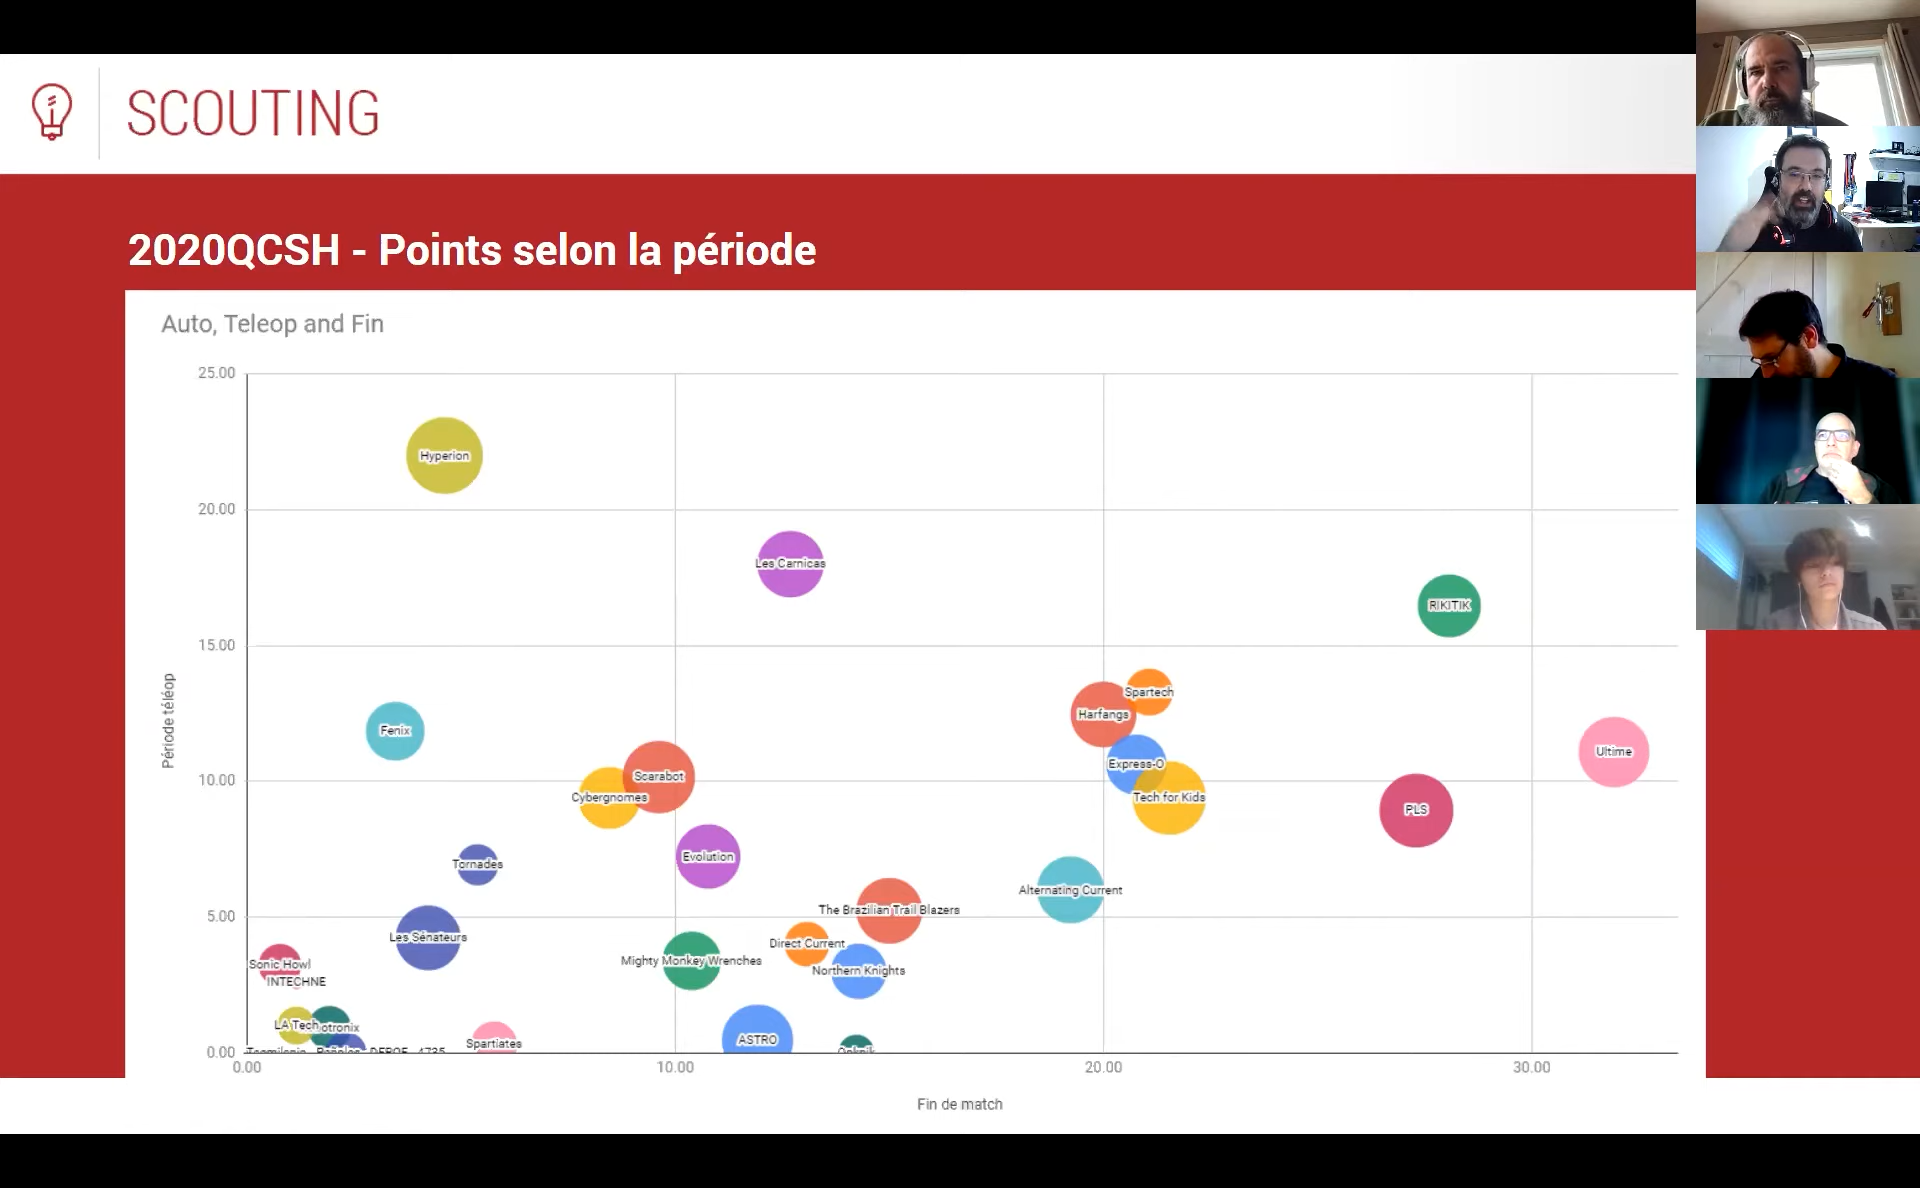 SCOUTING
2020QCSH - Points selon la période
Auto, Teleop and Fin
25.00
Hyperion
20.00
Les Carnicas
RIKITIK
15.00
Période téléop
Spartech
Harfangs
Fenix
Ultime
Express-O
10.00
Scarabot
Cybergnomes
Tech for Kids
PLS
Evolution
Tornades
Alternating Current
5.00
The Brazilian Trail Blazers
Les Sénateurs
Direct Current
Mighty Monkey Wrenches
Sonic Howl
Northern Knights
INTECHNE
LA Tech
otronix
ASTRO
Spartiates
4735
0.00
0.00
10.00
20.00
30.00
Fin de match